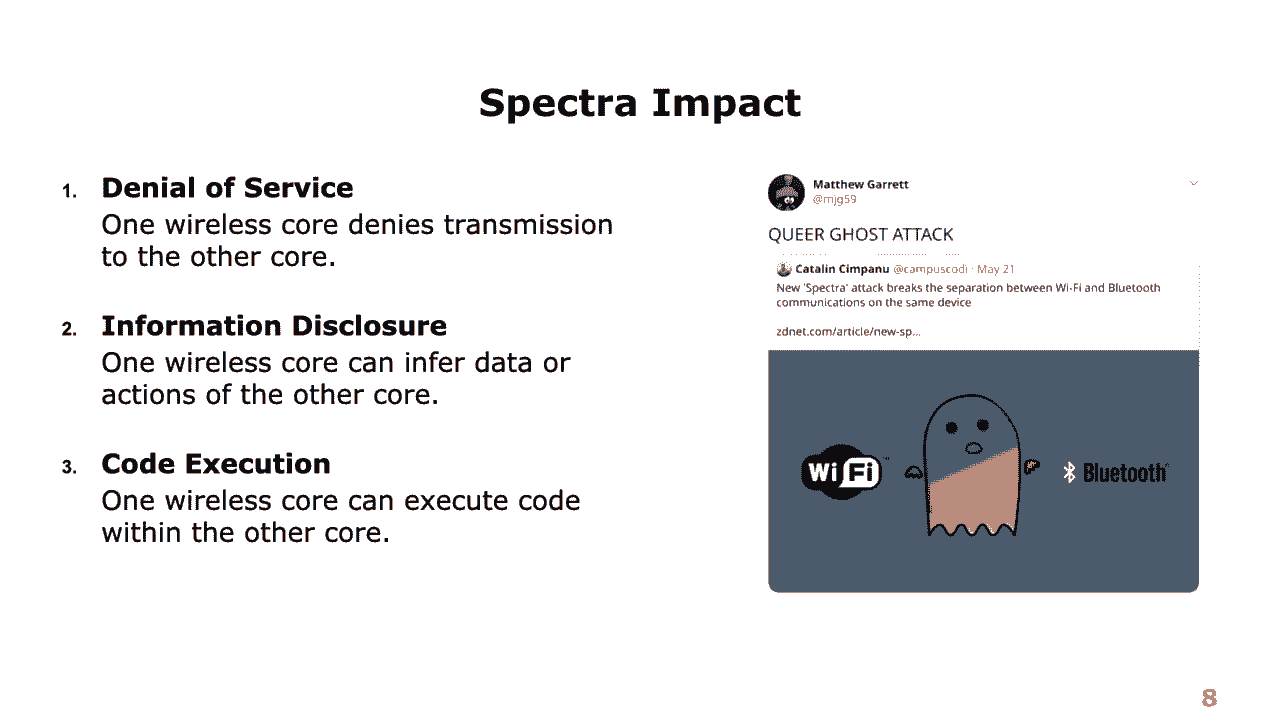 Spectra Impact
1. Denial of Service
One wireless core denies transmission
to the other core.
2. Information Disclosure
One wireless core can infer data or
actions of the other core.
3. Code Execution
One wireless core can execute code
within the other core.
Matthew Garrett
@mjg59
QUEER GHOST ATTACK
Catalin Cimpanu @campuscodi · May 21
New 'Spectra' attack breaks the separation between Wi-Fi and Bluetooth
communications on the same device
zdnet.com/article/new-sp...
Wi Fi
Bluetooth
8